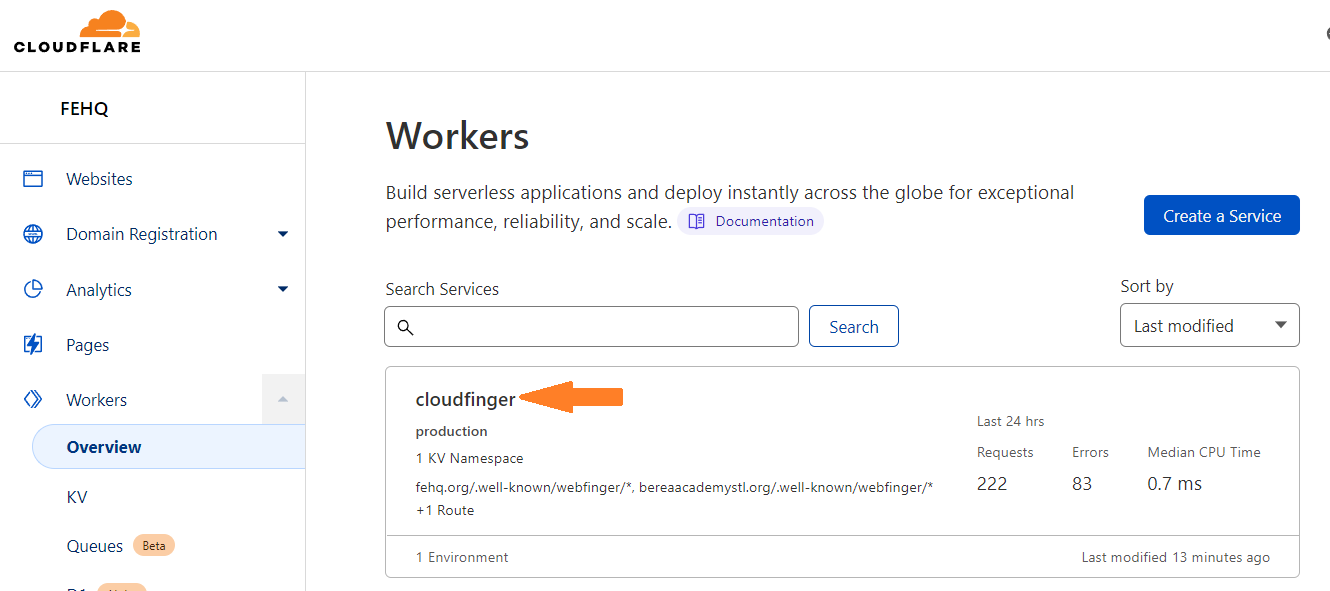 CLOUDFLARE
FEHQ
Websites
Domain Registration
Analytics
Pages
Workers
Overview
KV
Queues Beta
Workers
Build serverless applications and deploy instantly across the globe for exceptional
performance, reliability, and scale. Documentation
Create a Service
Search Services
Search
Sort by
Last modified
cloudfinger
production
1 KV Namespace
fehq.org/.well-known/webfinger/*, bereaacademystl.org/.well-known/webfinger/*
+1 Route
Last 24 hrs
Requests Errors Median CPU Time
222 83 0.7 ms
1 Environment
Last modified 13 minutes ago